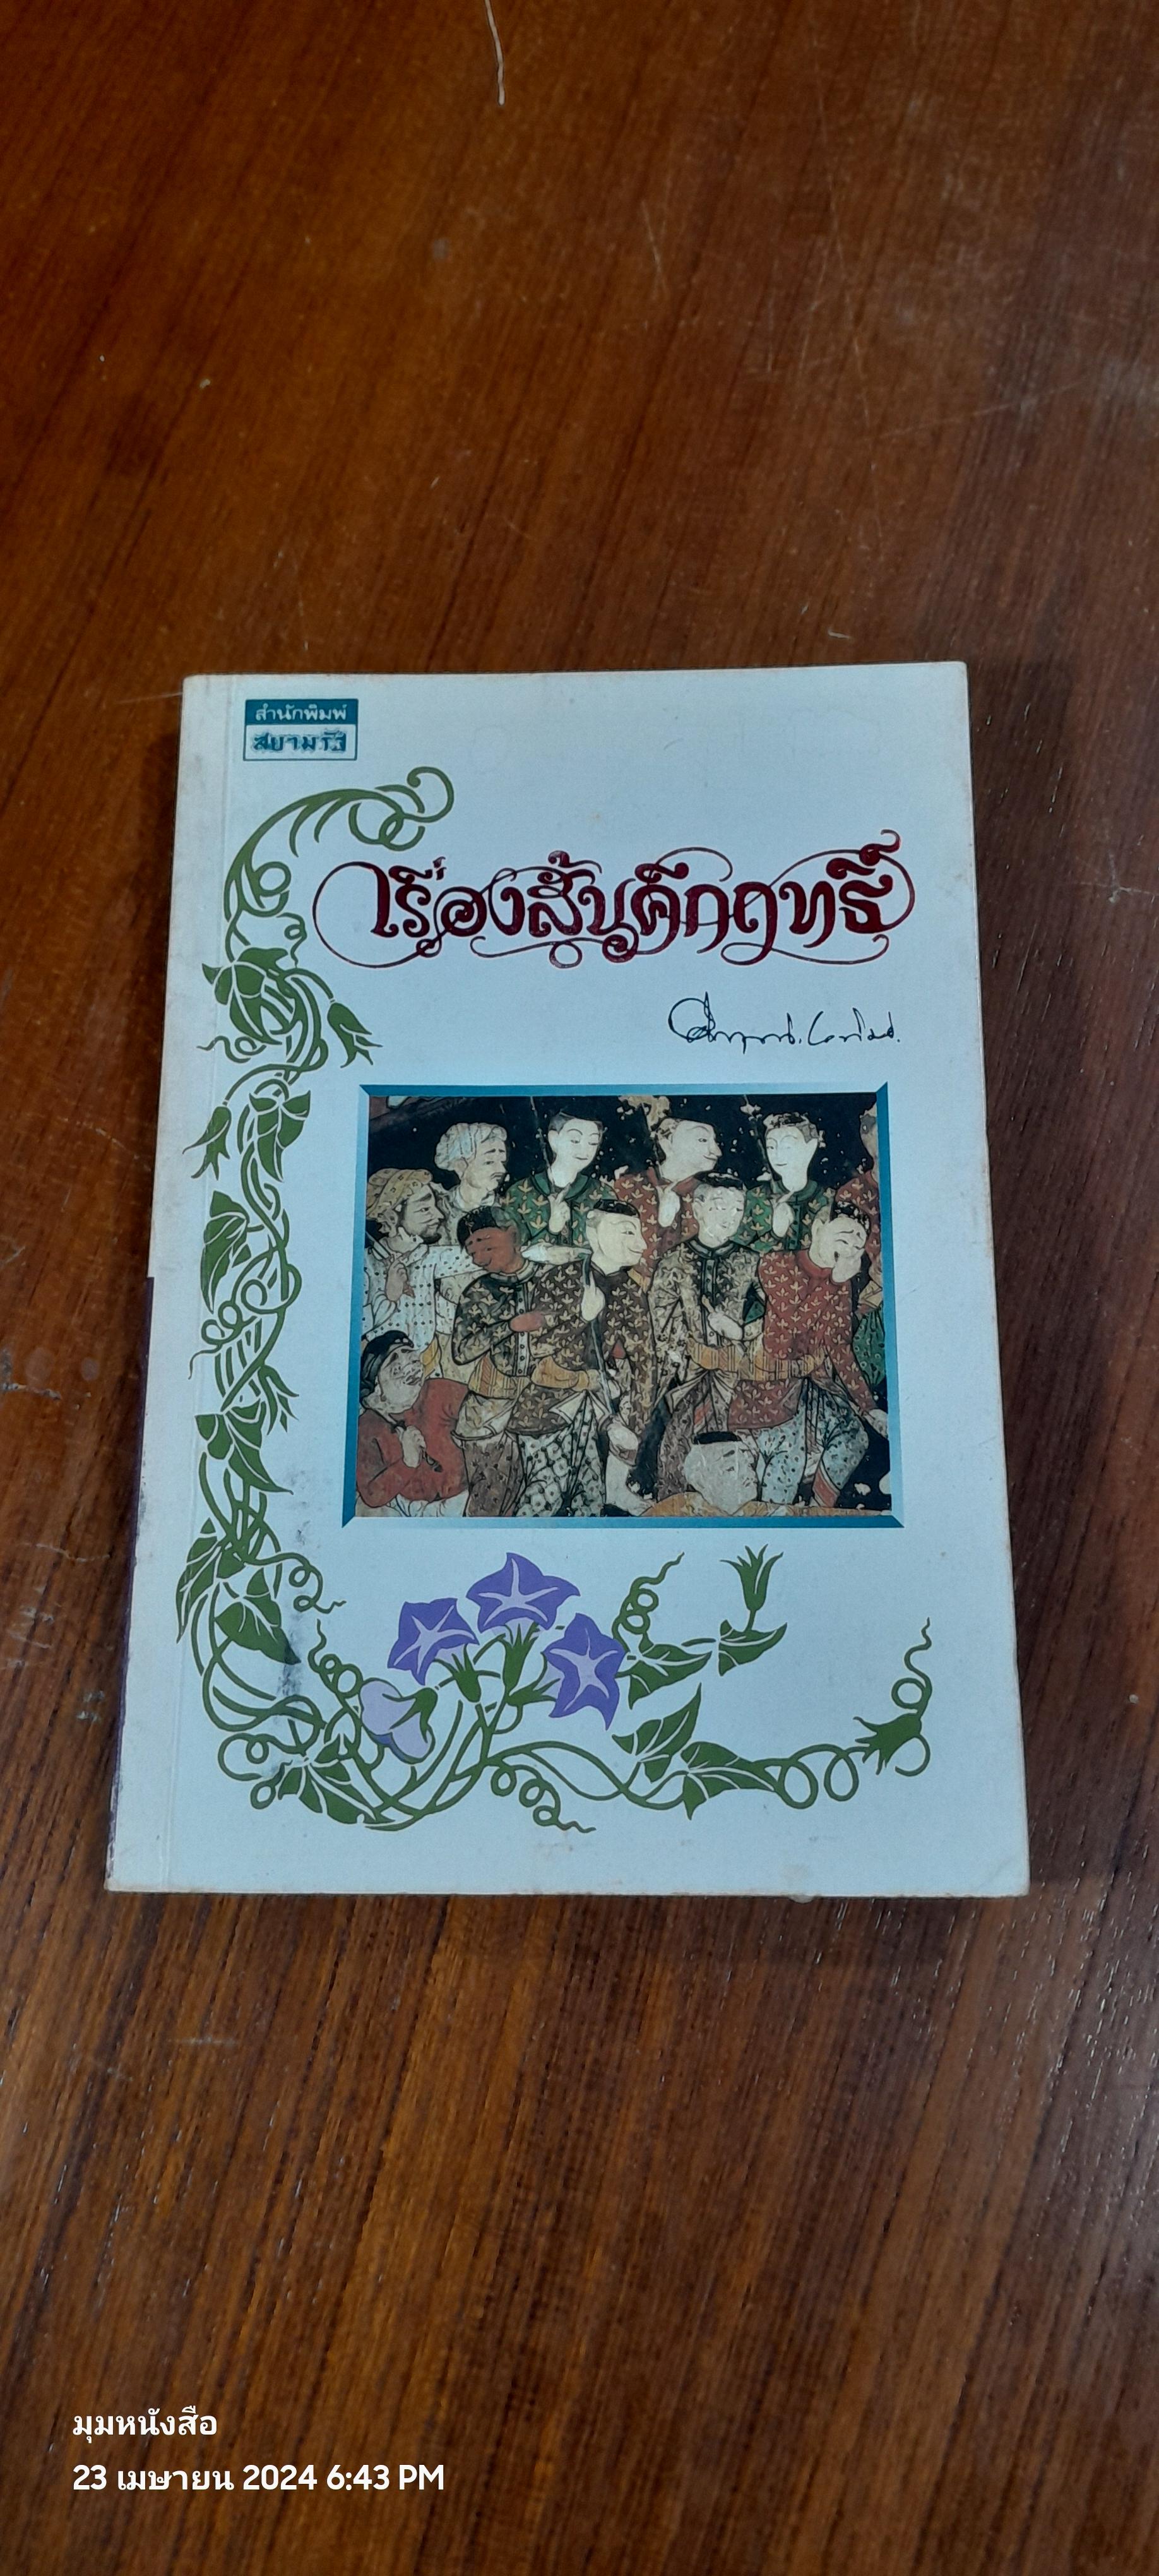 สำนักพิมพ์
สยามรัฐ
เรื่องสั้นคึกฤทธิ์
มุมหนังสือ
23 เมษายน 2024 6:43 PM